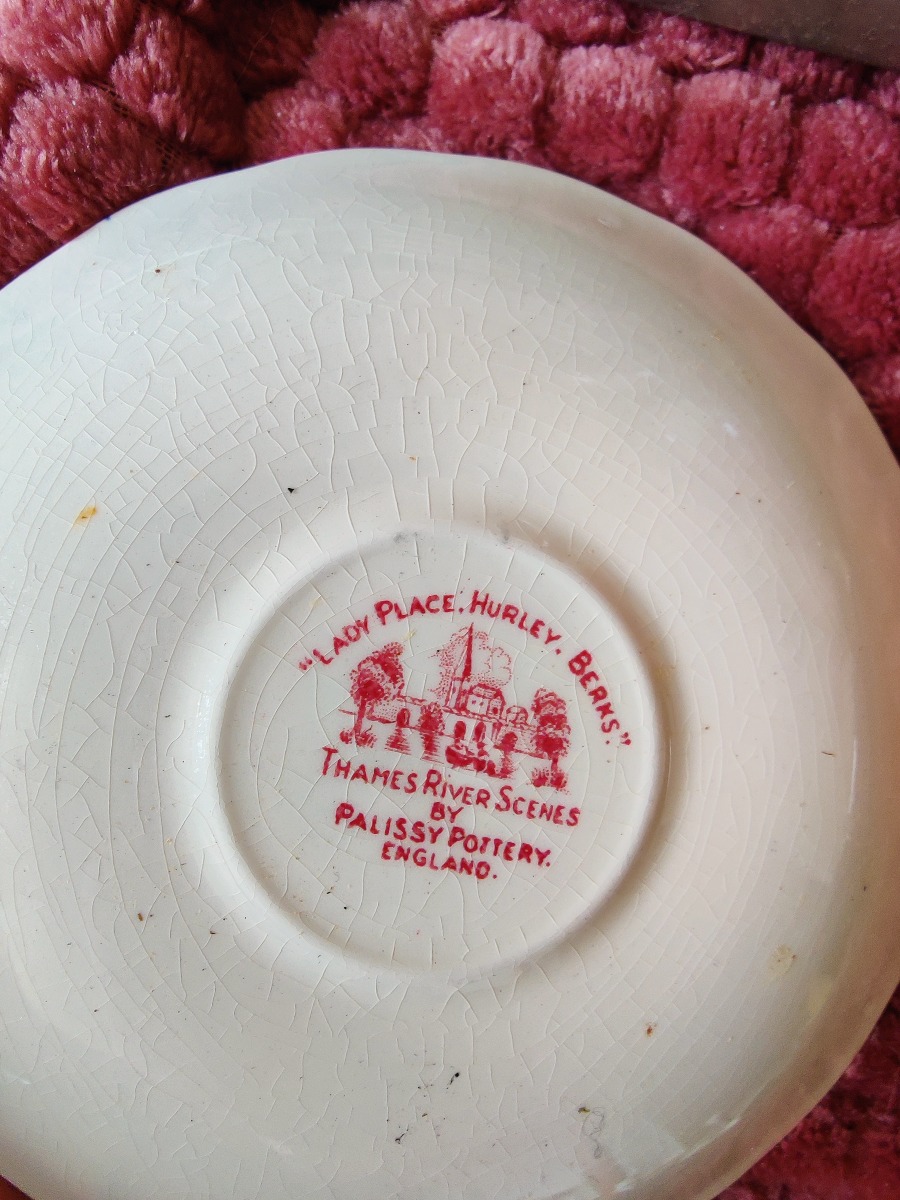 "LADY PLACE, HURLEY, BERKS."
THAMES RIVER SCENES
BY
PALISSY POTTERY.
ENGLAND.